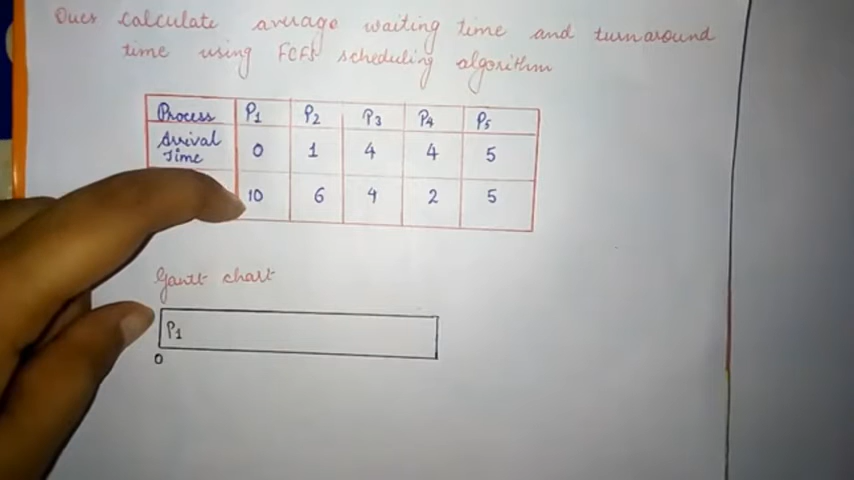 Ques calculate average waiting time and turnaround
time using FCFS scheduling algorithm
Process P1 P2 P3 P4 P5
Arrival Time 0 1 4 4 5
10 6 4 2 5
Gantt chart
P1
0